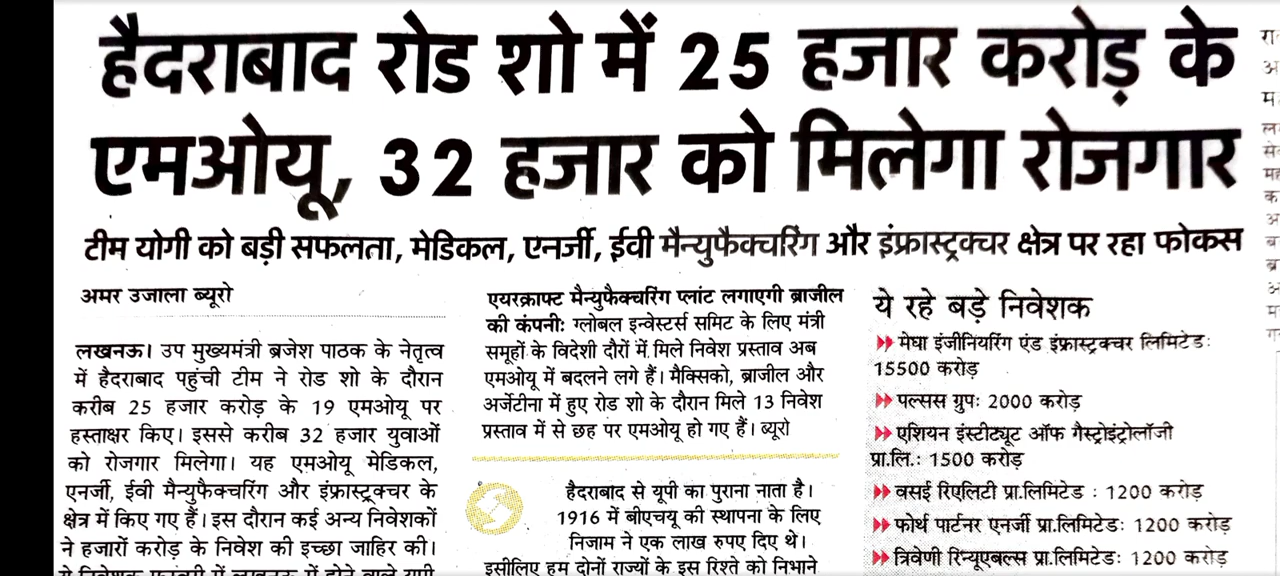 हैदराबाद रोड शो में 25 हजार करोड़ के
एमओयू, 32 हजार को मिलेगा रोजगार
टीम योगी को बड़ी सफलता, मेडिकल, एनर्जी, ईवी मैन्युफैक्चरिंग और इंफ्रास्ट्रक्चर क्षेत्र पर रहा फोकस
अमर उजाला ब्यूरो
लखनऊ। उप मुख्यमंत्री ब्रजेश पाठक के नेतृत्व
में हैदराबाद पहुंची टीम ने रोड शो के दौरान
करीब 25 हजार करोड़ के 19 एमओयू पर
हस्ताक्षर किए। इससे करीब 32 हजार युवाओं
को रोजगार मिलेगा। यह एमओयू मेडिकल,
एनर्जी, ईवी मैन्युफैक्चरिंग और इंफ्रास्ट्रक्चर के
क्षेत्र में किए गए हैं। इस दौरान कई अन्य निवेशकों
ने हजारों करोड़ के निवेश की इच्छा जाहिर की।
एयरक्राफ्ट मैन्युफैक्चरिंग प्लांट लगाएगी ब्राजील
की कंपनी: ग्लोबल इन्वेस्टर्स समिट के लिए मंत्री
समूहों के विदेशी दौरों में मिले निवेश प्रस्ताव अब
एमओयू में बदलने लगे हैं। मैक्सिको, ब्राजील और
अर्जेंटीना में हुए रोड शो के दौरान मिले 13 निवेश
प्रस्ताव में से छह पर एमओयू हो गए हैं। ब्यूरो
हैदराबाद से यूपी का पुराना नाता है।
1916 में बीएचयू की स्थापना के लिए
निजाम ने एक लाख रुपए दिए थे।
इसीलिए हम दोनों राज्यों के इस रिश्ते को निभाने
ये रहे बड़े निवेशक
मेघा इंजीनियरिंग एंड इंफ्रास्ट्रक्चर लिमिटेड:
15500 करोड़
पल्सस ग्रुप: 2000 करोड़
एशियन इंस्टीट्यूट ऑफ गैस्ट्रोइंट्रोलॉजी
प्रा.लि.: 1500 करोड़
वसई रिएलिटी प्रा.लिमिटेड : 1200 करोड़
फोर्थ पार्टनर एनर्जी प्रा.लिमिटेड: 1200 करोड़
त्रिवेणी रिन्यूएबल्स प्रा.लिमिटेड: 1200 करोड़